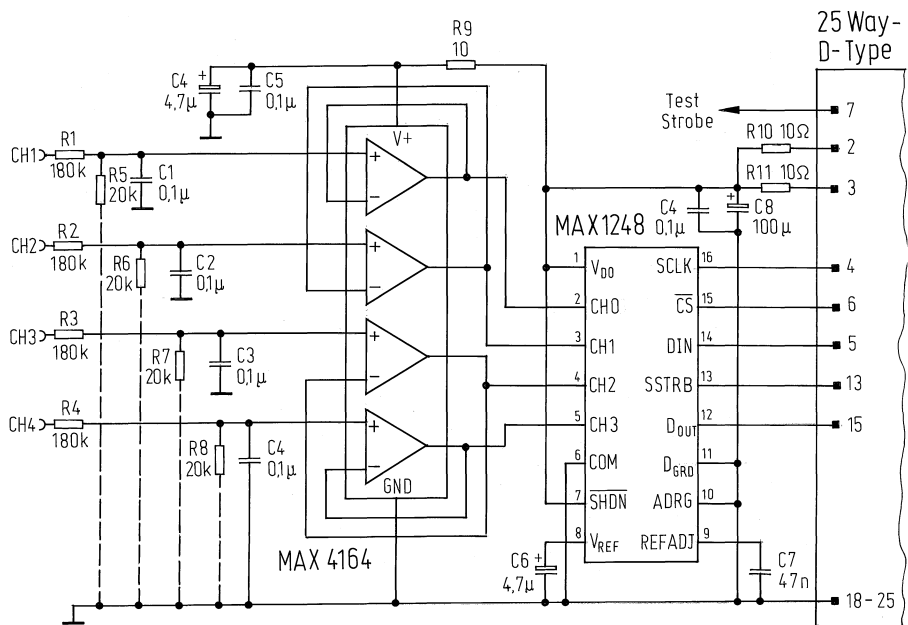 25 Way-
D-Type
R9
10
C4
+
4,7µ
C5
0,1µ
V+
Test
Strobe
7
R10 10Ω
2
R11 10Ω
3
CH1
R1
180k
R5
20k
C1
0,1µ
+
−
C4
0,1µ
+
C8
100µ
MAX1248
CH2
R2
180k
R6
20k
C2
0,1µ
+
−
1
VDO
SCLK
16
4
2
CH0
CS
15
6
CH3
R3
180k
R7
20k
C3
0,1µ
+
−
3
CH1
DIN
14
5
4
CH2
SSTRB
13
13
CH4
R4
180k
R8
20k
C4
0,1µ
+
−
5
CH3
DOUT
12
15
6
COM
DGRD
11
GND
7
SHDN
ADRG
10
8
VREF
REFADJ
9
MAX 4164
C6
+
4,7µ
C7
47n
18-25